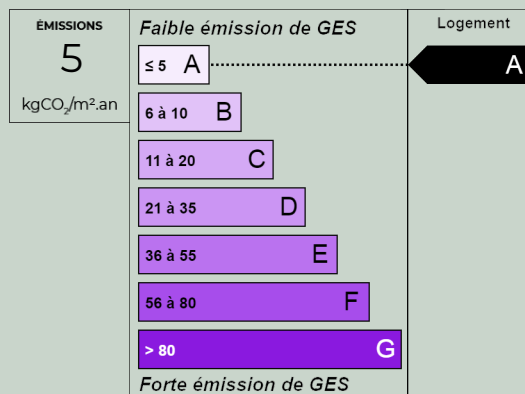 ÉMISSIONS
5
kgCO₂/m².an
Faible émission de GES
≤ 5 A
6 à 10 B
11 à 20 C
21 à 35 D
36 à 55 E
56 à 80 F
> 80 G
Forte émission de GES
Logement
A